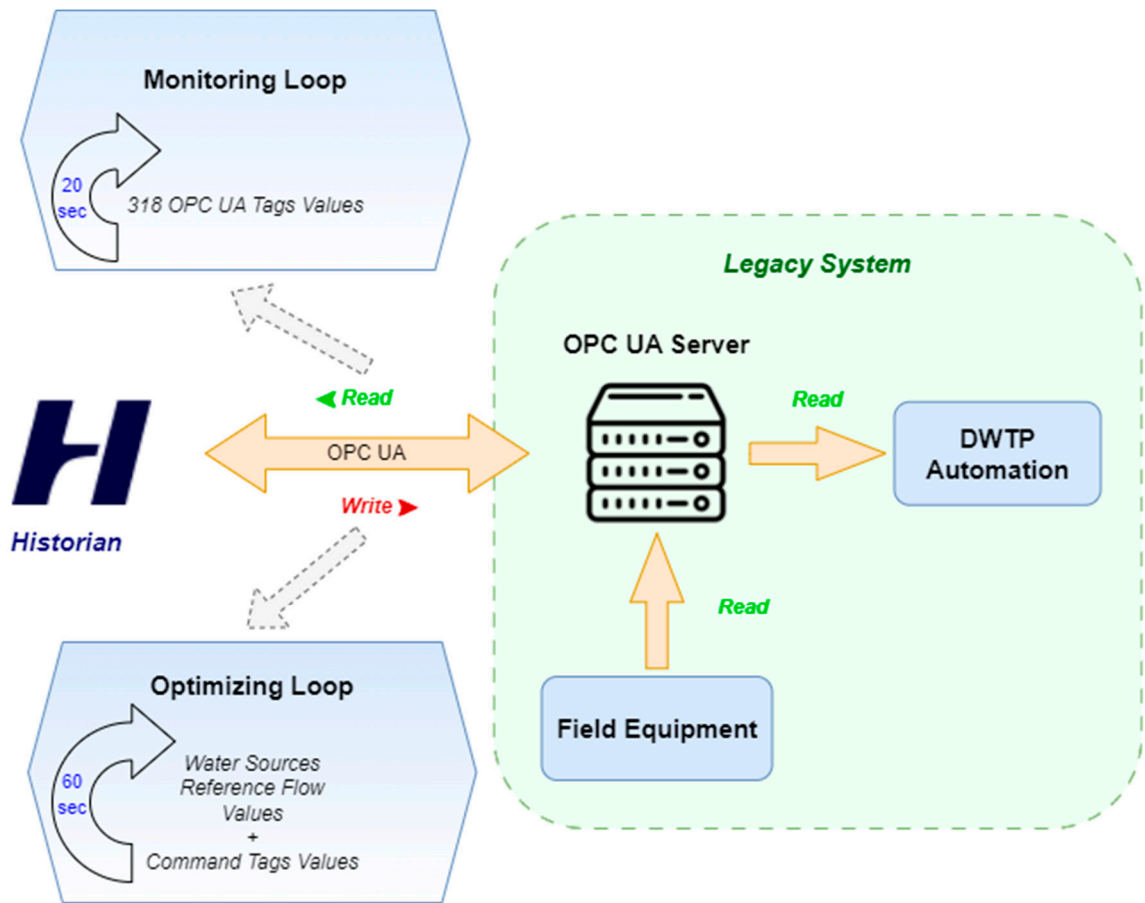 Monitoring Loop
20
sec
318 OPC UA Tags Values
Legacy System
OPC UA Server
Read
OPC UA
Write
Historian
Read
DWTP
Automation
Read
Field Equipment
Optimizing Loop
60
sec
Water Sources
Reference Flow
Values
+
Command Tags Values